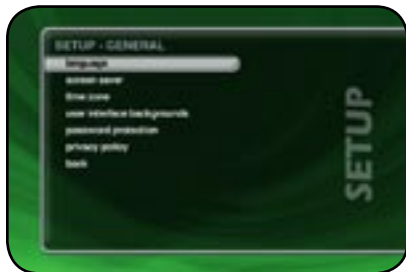 SETUP - GENERAL
language
screen saver
time zone
user interface backgrounds
password protection
privacy policy
back
SETUP